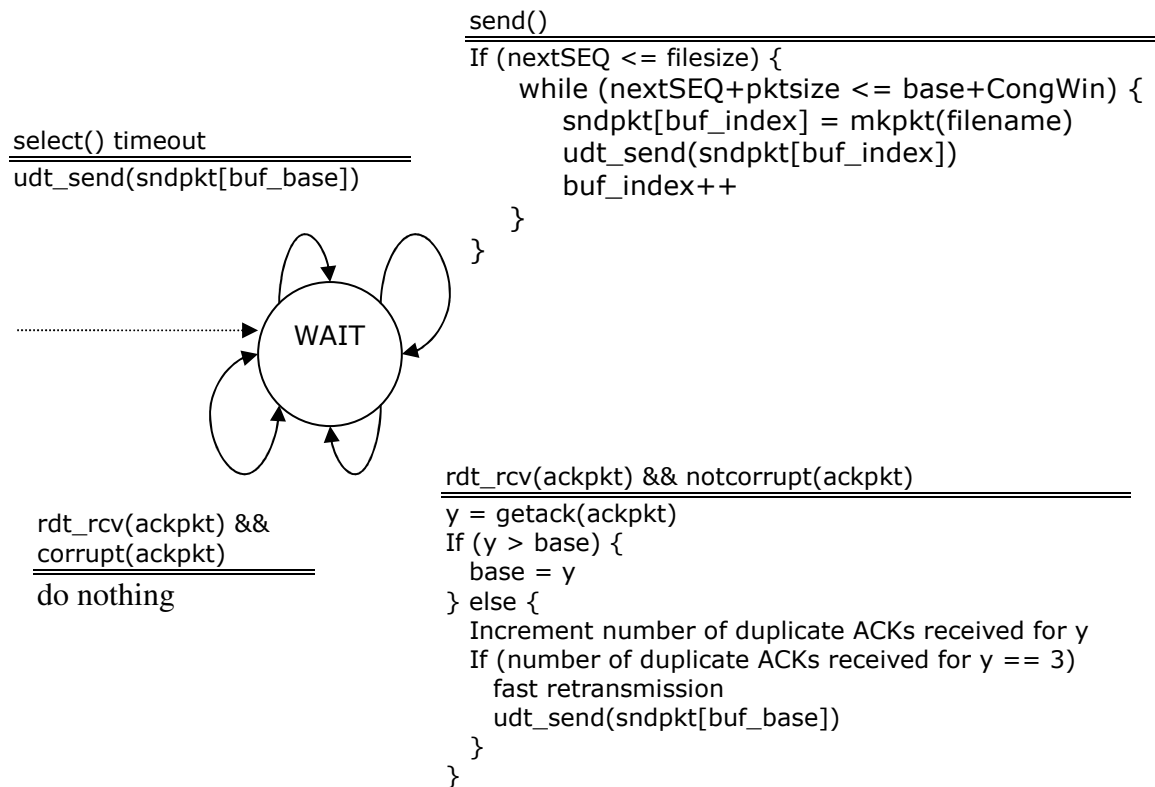 send()
If (nextSEQ <= filesize) {
while (nextSEQ+pktsize <= base+CongWin) {
sndpkt[buf_index] = mkpkt(filename)
udt_send(sndpkt[buf_index])
buf_index++
}
}
select() timeout
udt_send(sndpkt[buf_base])
WAIT
rdt_rcv(ackpkt) &&
corrupt(ackpkt)
do nothing
rdt_rcv(ackpkt) && notcorrupt(ackpkt)
y = getack(ackpkt)
If (y > base) {
base = y
} else {
Increment number of duplicate ACKs received for y
If (number of duplicate ACKs received for y == 3)
fast retransmission
udt_send(sndpkt[buf_base])
}
}